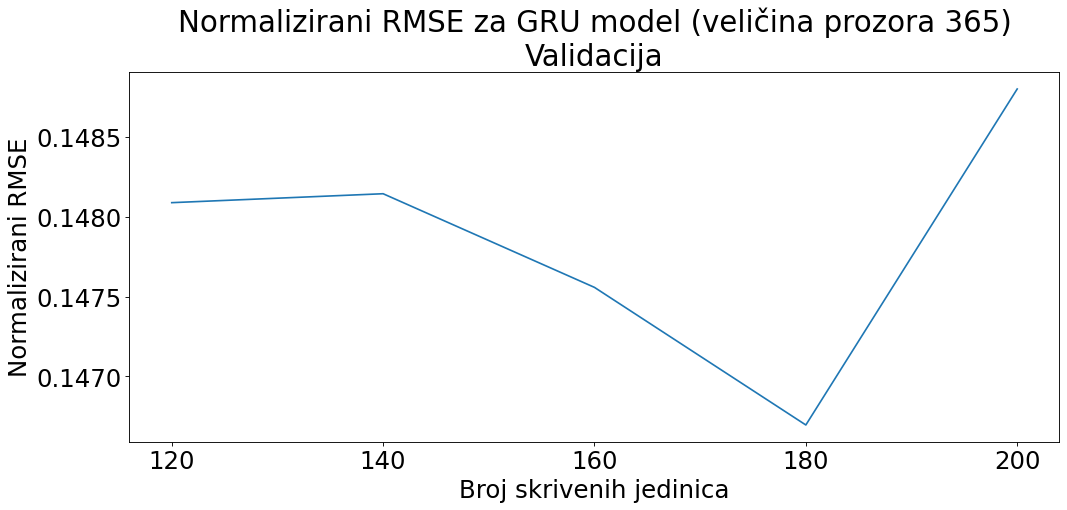 Normalizirani RMSE za GRU model (veličina prozora 365)
Validacija
Normalizirani RMSE
0.1485
0.1480
0.1475
0.1470
120 140 160 180 200
Broj skrivenih jedinica